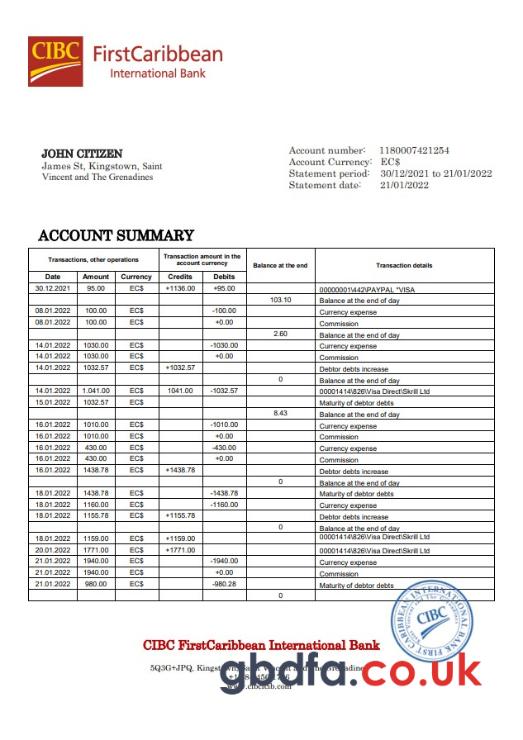 CIBC FirstCaribbean
International Bank
JOHN CITIZEN
James St, Kingstown, Saint
Vincent and The Grenadines
Account number: 1180007421254
Account Currency: EC$
Statement period: 30/12/2021 to 21/01/2022
Statement date: 21/01/2022
ACCOUNT SUMMARY
Transactions, other operations | Transaction amount in the account currency | Balance at the end | Transaction details
Date | Amount | Currency | Credits | Debits
30.12.2021 95.00 EC$ +1136.00 +95.00 00000001\442\PAYPAL "VISA
103.10 Balance at the end of day
08.01.2022 100.00 EC$ -100.00 Currency expense
08.01.2022 100.00 EC$ +0.00 Commission
2.60 Balance at the end of day
14.01.2022 1030.00 EC$ -1030.00 Currency expense
14.01.2022 1030.00 EC$ +0.00 Commission
14.01.2022 1032.57 EC$ +1032.57 Debtor debts increase
0 Balance at the end of day
14.01.2022 1.041.00 EC$ 1041.00 -1032.57 00001414\826\Visa Direct\Skrill Ltd
15.01.2022 1032.57 EC$ Maturity of debtor debts
8.43 Balance at the end of day
16.01.2022 1010.00 EC$ -1010.00 Currency expense
16.01.2022 1010.00 EC$ +0.00 Commission
16.01.2022 430.00 EC$ -430.00 Currency expense
16.01.2022 430.00 EC$ +0.00 Commission
16.01.2022 1438.78 EC$ +1438.78 Debtor debts increase
0 Balance at the end of day
18.01.2022 1438.78 EC$ -1438.78 Maturity of debtor debts
18.01.2022 1160.00 EC$ -1160.00 Currency expense
18.01.2022 1155.78 EC$ +1155.78 Debtor debts increase
0 Balance at the end of day
18.01.2022 1159.00 EC$ +1159.00 00001414\826\Visa Direct\Skrill Ltd
20.01.2022 1771.00 EC$ +1771.00 00001414\826\Visa Direct\Skrill Ltd
21.01.2022 1940.00 EC$ -1940.00 Currency expense
21.01.2022 1940.00 EC$ +0.00 Commission
21.01.2022 980.00 EC$ -980.28 Maturity of debtor debts
0
CIBC
CARIBBEAN INTERNATIONAL BANK FIRST
CIBC FirstCaribbean International Bank
5Q3G+JPQ,
gbdfa.co.uk